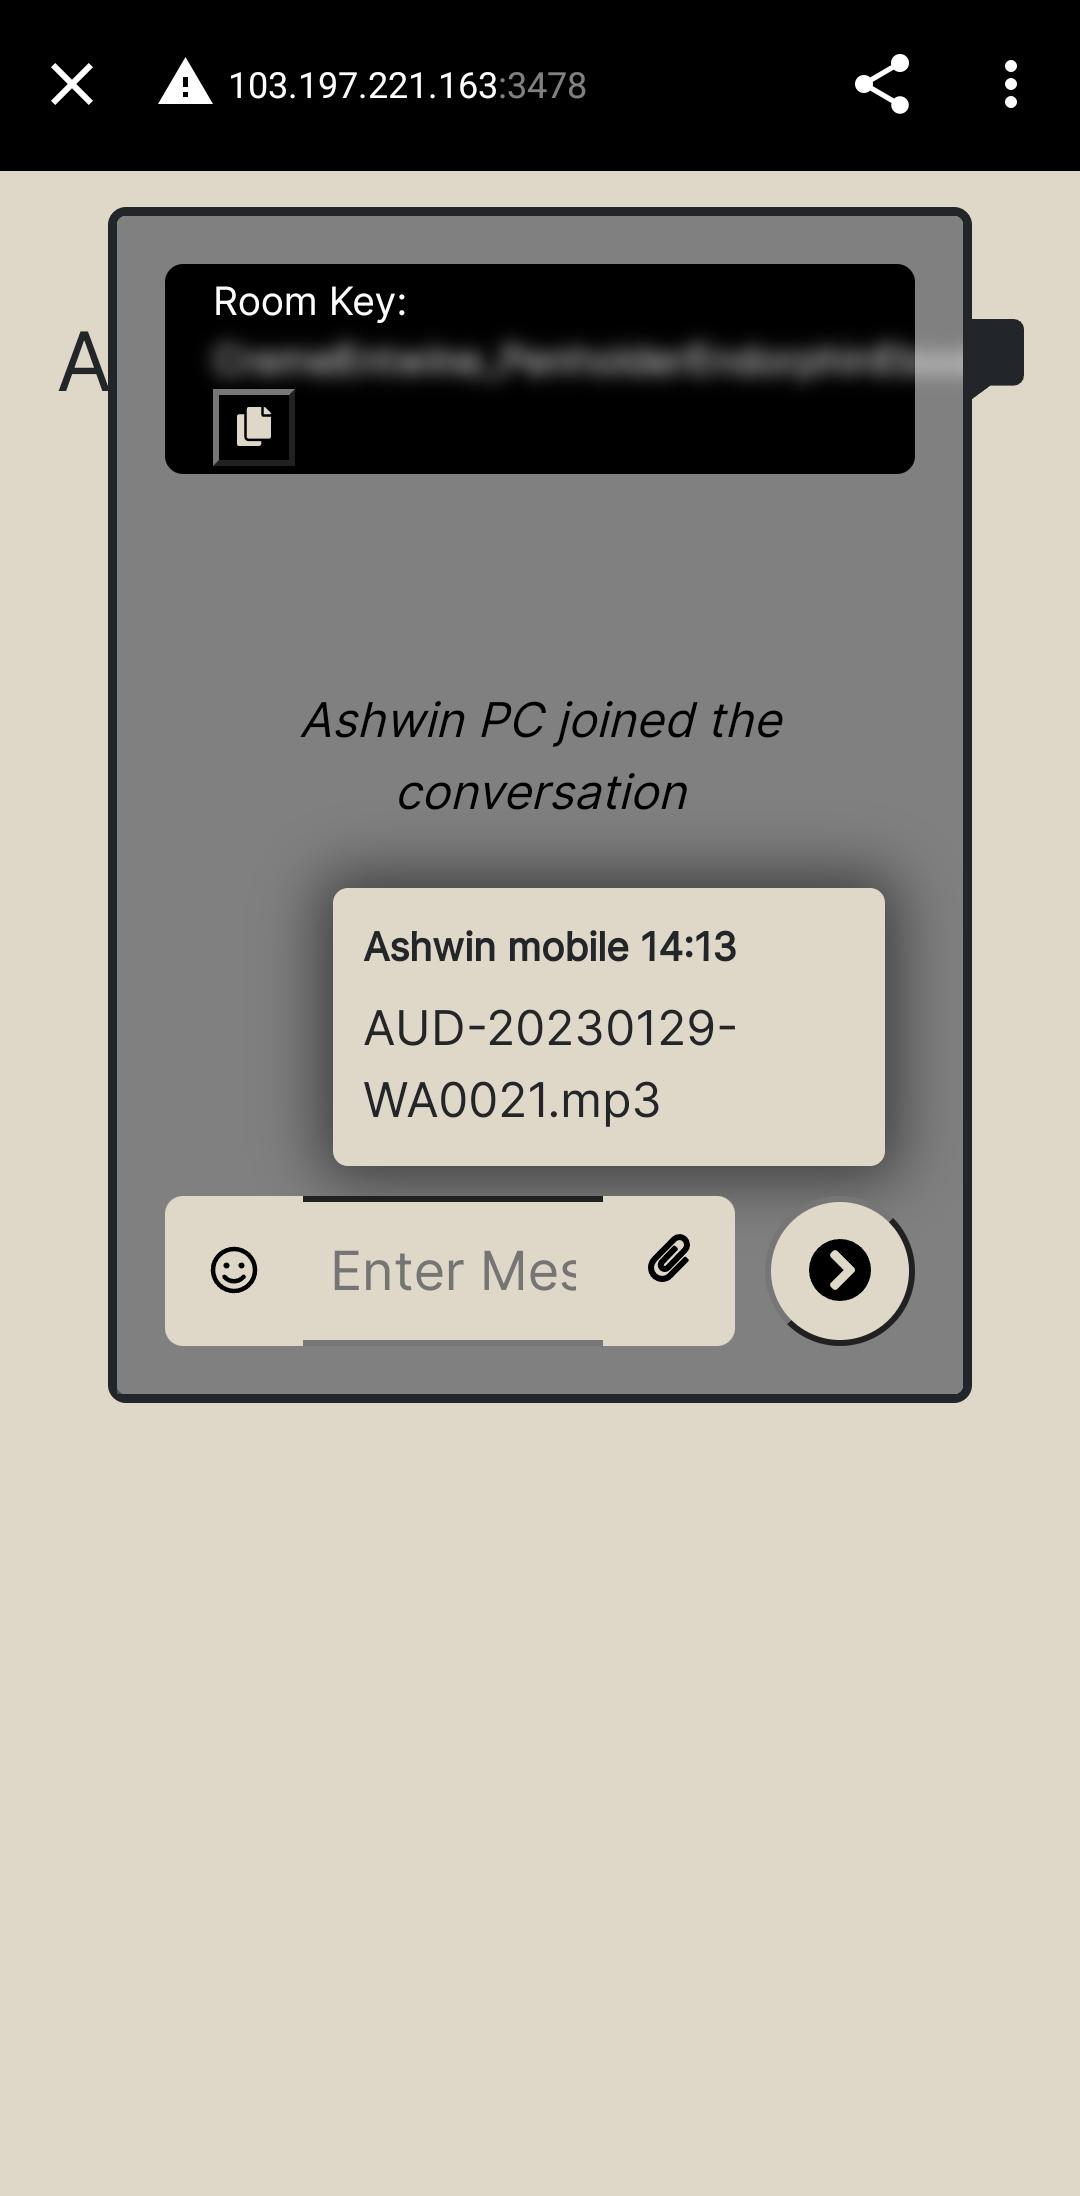 103.197.221.163:3478
A
Room Key:
Ashwin PC joined the
conversation
Ashwin mobile 14:13
AUD-20230129-
WA0021.mp3
Enter Mes